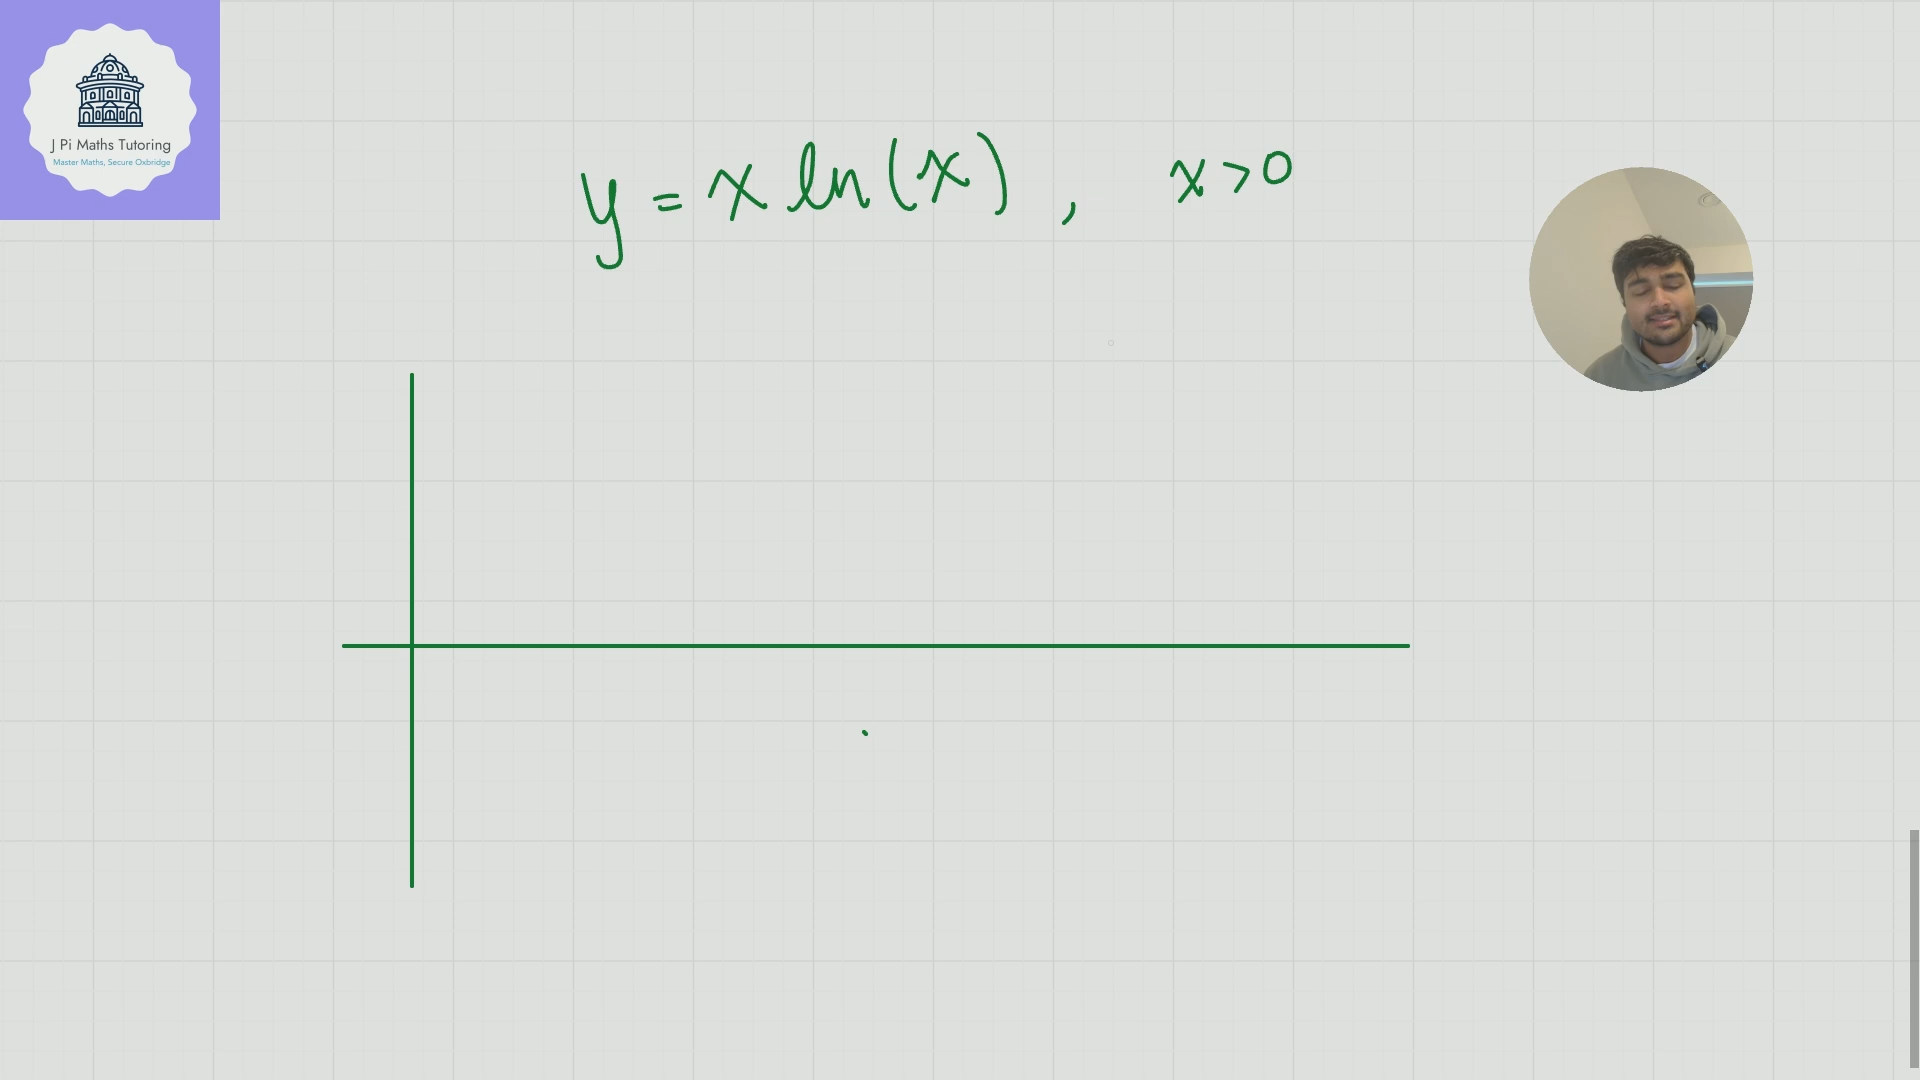 J Pi Maths Tutoring
Master Maths, Secure Oxbridge
y = x ln(x) , x > 0